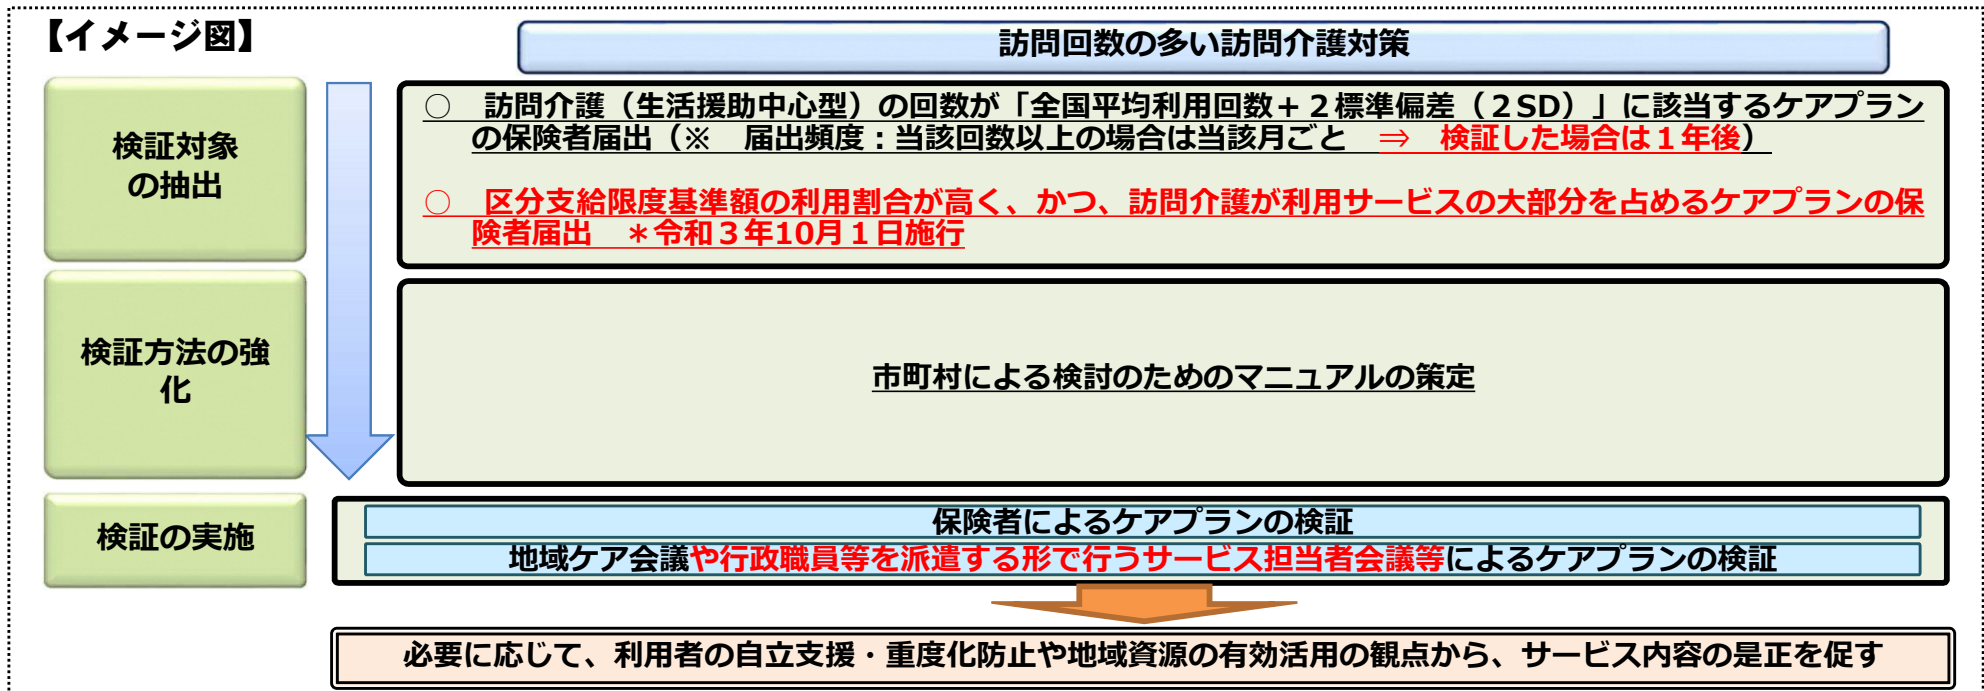 【イメージ図】
訪問回数の多い訪問介護対策
検証対象
の抽出
○ 訪問介護（生活援助中心型）の回数が「全国平均利用回数＋２標準偏差（２SD）」に該当するケアプラン
の保険者届出（※ 届出頻度：当該回数以上の場合は当該月ごと ⇒ 検証した場合は１年後）
○ 区分支給限度基準額の利用割合が高く、かつ、訪問介護が利用サービスの大部分を占めるケアプランの保
険者届出 ＊令和３年10月１日施行
検証方法の強
化
市町村による検討のためのマニュアルの策定
検証の実施
保険者によるケアプランの検証
地域ケア会議や行政職員等を派遣する形で行うサービス担当者会議等によるケアプランの検証
必要に応じて、利用者の自立支援・重度化防止や地域資源の有効活用の観点から、サービス内容の是正を促す